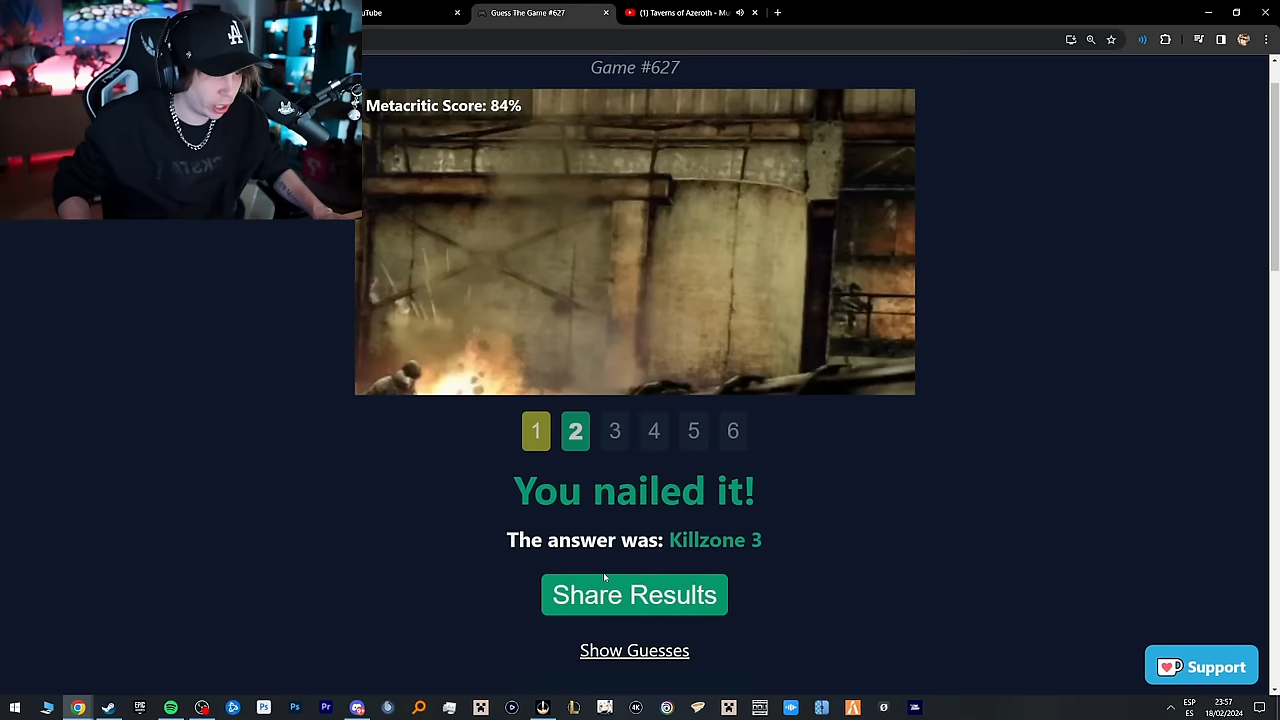 uTube
Guess The Game #627
(1) Taverns of Azeroth - Mu
Game #627
Metacritic Score: 84%
1 2 3 4 5 6
You nailed it!
The answer was: Killzone 3
Share Results
Show Guesses
Support
ESP 23:57
ES 18/02/2024